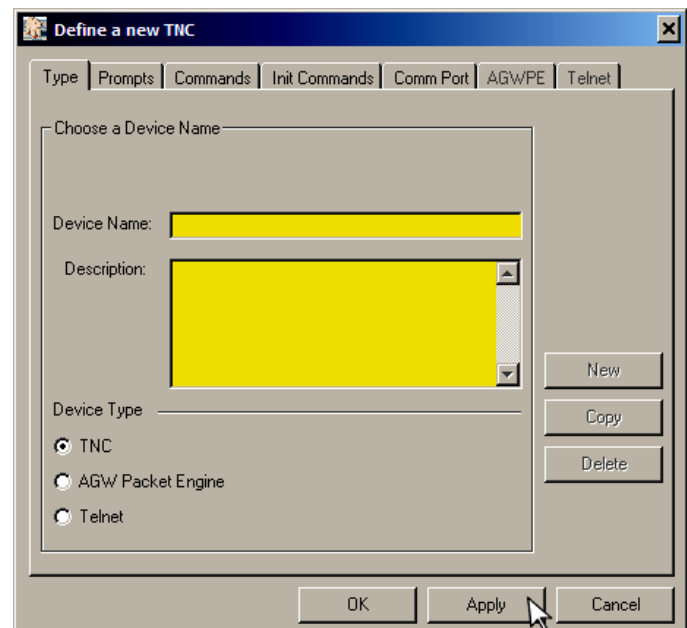 Define a new TNC
Type Prompts Commands Init Commands Comm Port AGWPE Telnet
Choose a Device Name
Device Name:
Description:
New
Device Type
Copy
TNC
Delete
AGW Packet Engine
Telnet
OK Apply Cancel